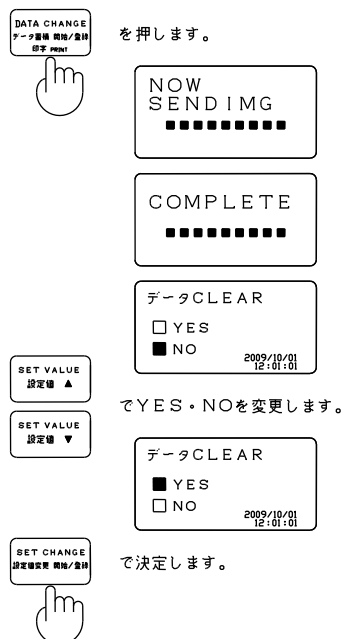 DATA CHANGE
データ蓄積 開始/登録
印字 PRINT
を押します。
NOW
SENDIMG
COMPLETE
データCLEAR
YES
NO
2009/10/01
12:01:01
SET VALUE
設定値 ▲
でYES・NOを変更します。
SET VALUE
設定値 ▼
データCLEAR
YES
NO
2009/10/01
12:01:01
SET CHANGE
設定値変更 開始/登録
で決定します。